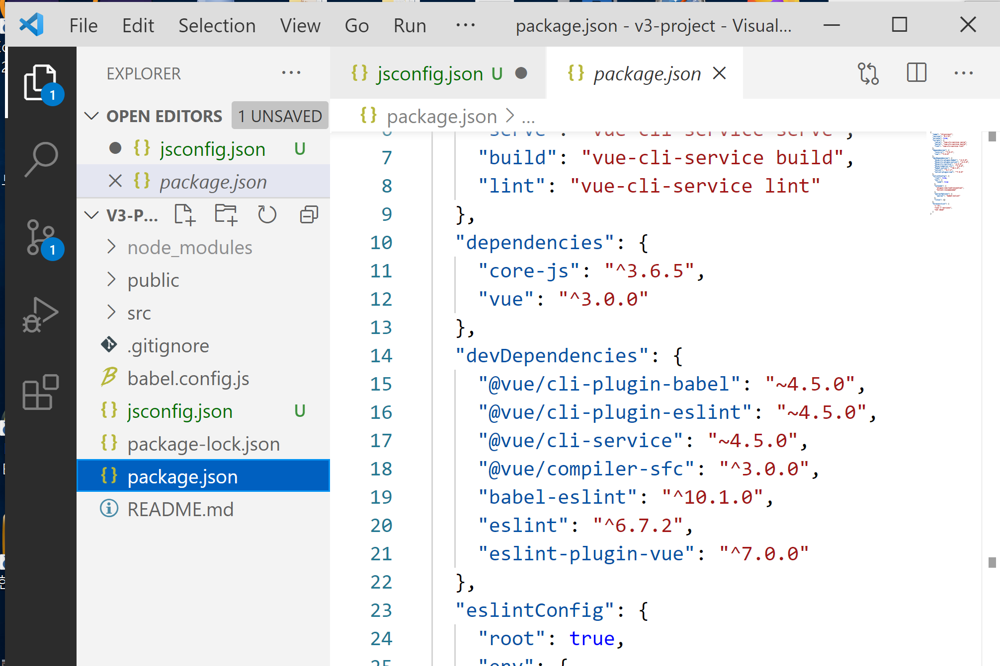 File Edit Selection View Go Run ··· package.json - v3-project - Visual...
EXPLORER ···
OPEN EDITORS 1 UNSAVED
jsconfig.json U
package.json
V3-P...
node_modules
public
src
.gitignore
babel.config.js
jsconfig.json U
package-lock.json
package.json
README.md
1
1
jsconfig.json U
package.json
package.json > ...
6 "serve": "vue-cli-service serve",
7 "build": "vue-cli-service build",
8 "lint": "vue-cli-service lint"
9 },
10 "dependencies": {
11 "core-js": "^3.6.5",
12 "vue": "^3.0.0"
13 },
14 "devDependencies": {
15 "@vue/cli-plugin-babel": "~4.5.0",
16 "@vue/cli-plugin-eslint": "~4.5.0",
17 "@vue/cli-service": "~4.5.0",
18 "@vue/compiler-sfc": "^3.0.0",
19 "babel-eslint": "^10.1.0",
20 "eslint": "^6.7.2",
21 "eslint-plugin-vue": "^7.0.0"
22 },
23 "eslintConfig": {
24 "root": true,
25 "env": {